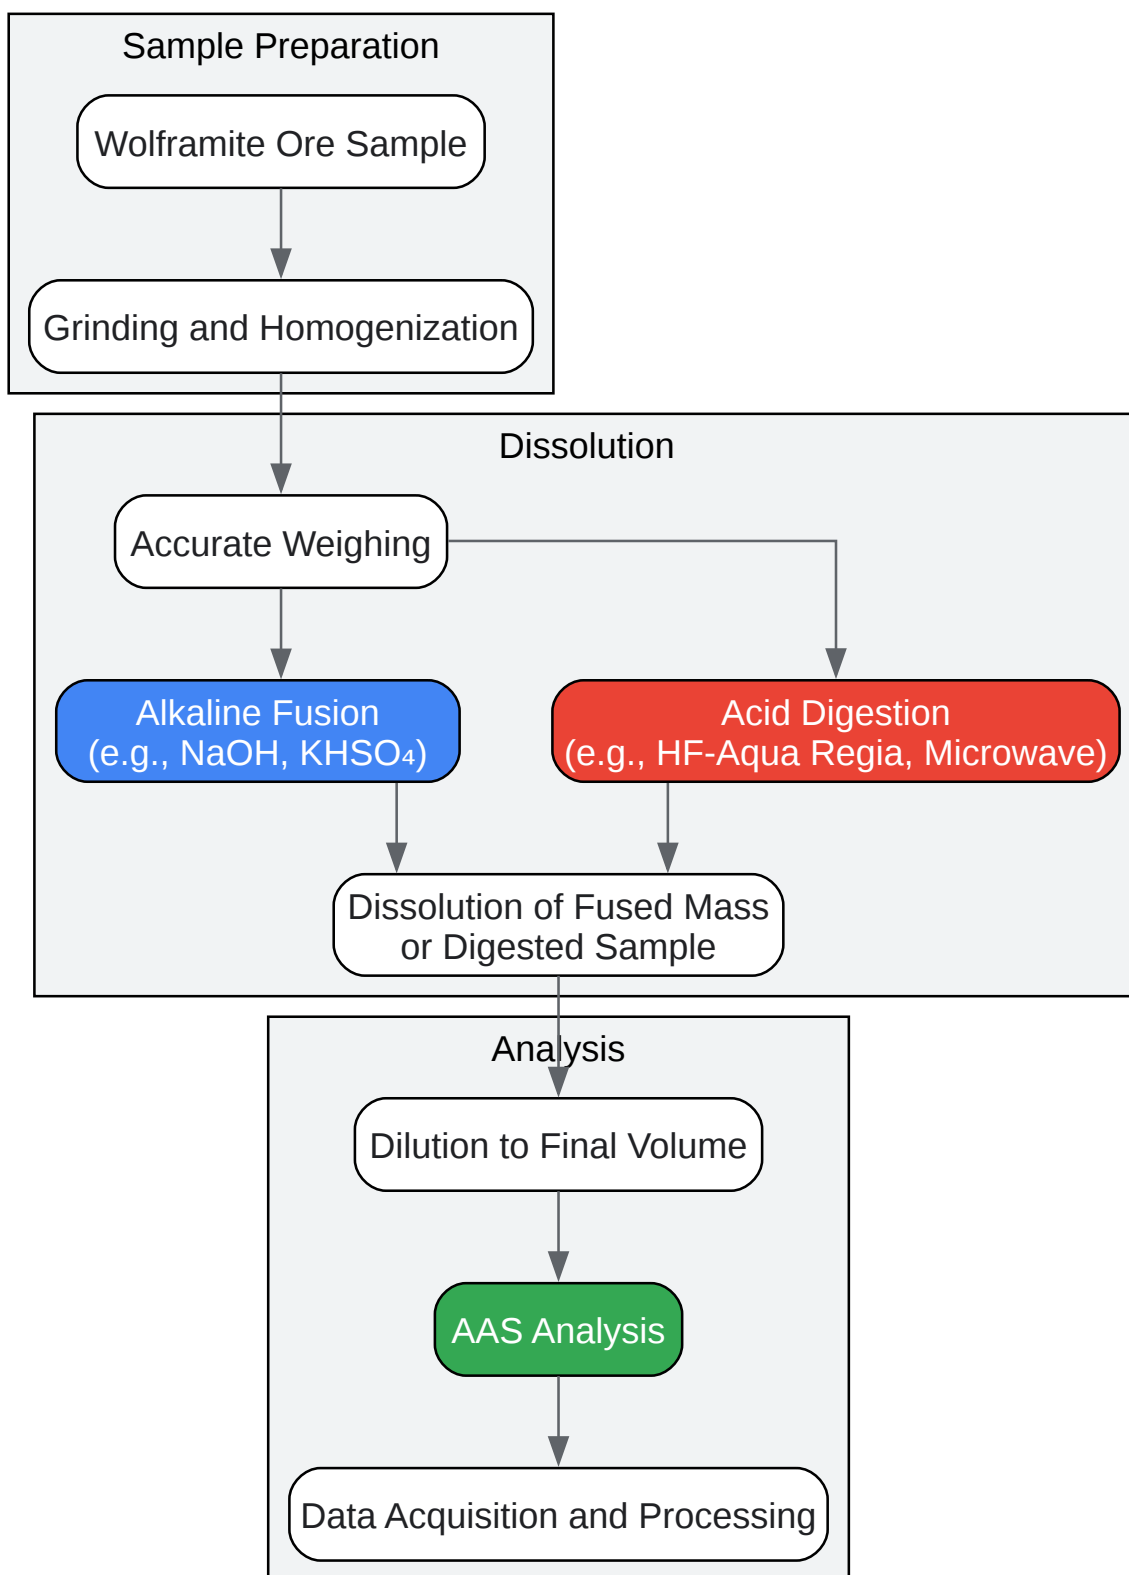 Sample Preparation
Wolframite Ore Sample
Grinding and Homogenization
Dissolution
Accurate Weighing
Alkaline Fusion
(e.g., NaOH, KHSO₄)
Acid Digestion
(e.g., HF-Aqua Regia, Microwave)
Dissolution of Fused Mass
or Digested Sample
Analysis
Dilution to Final Volume
AAS Analysis
Data Acquisition and Processing